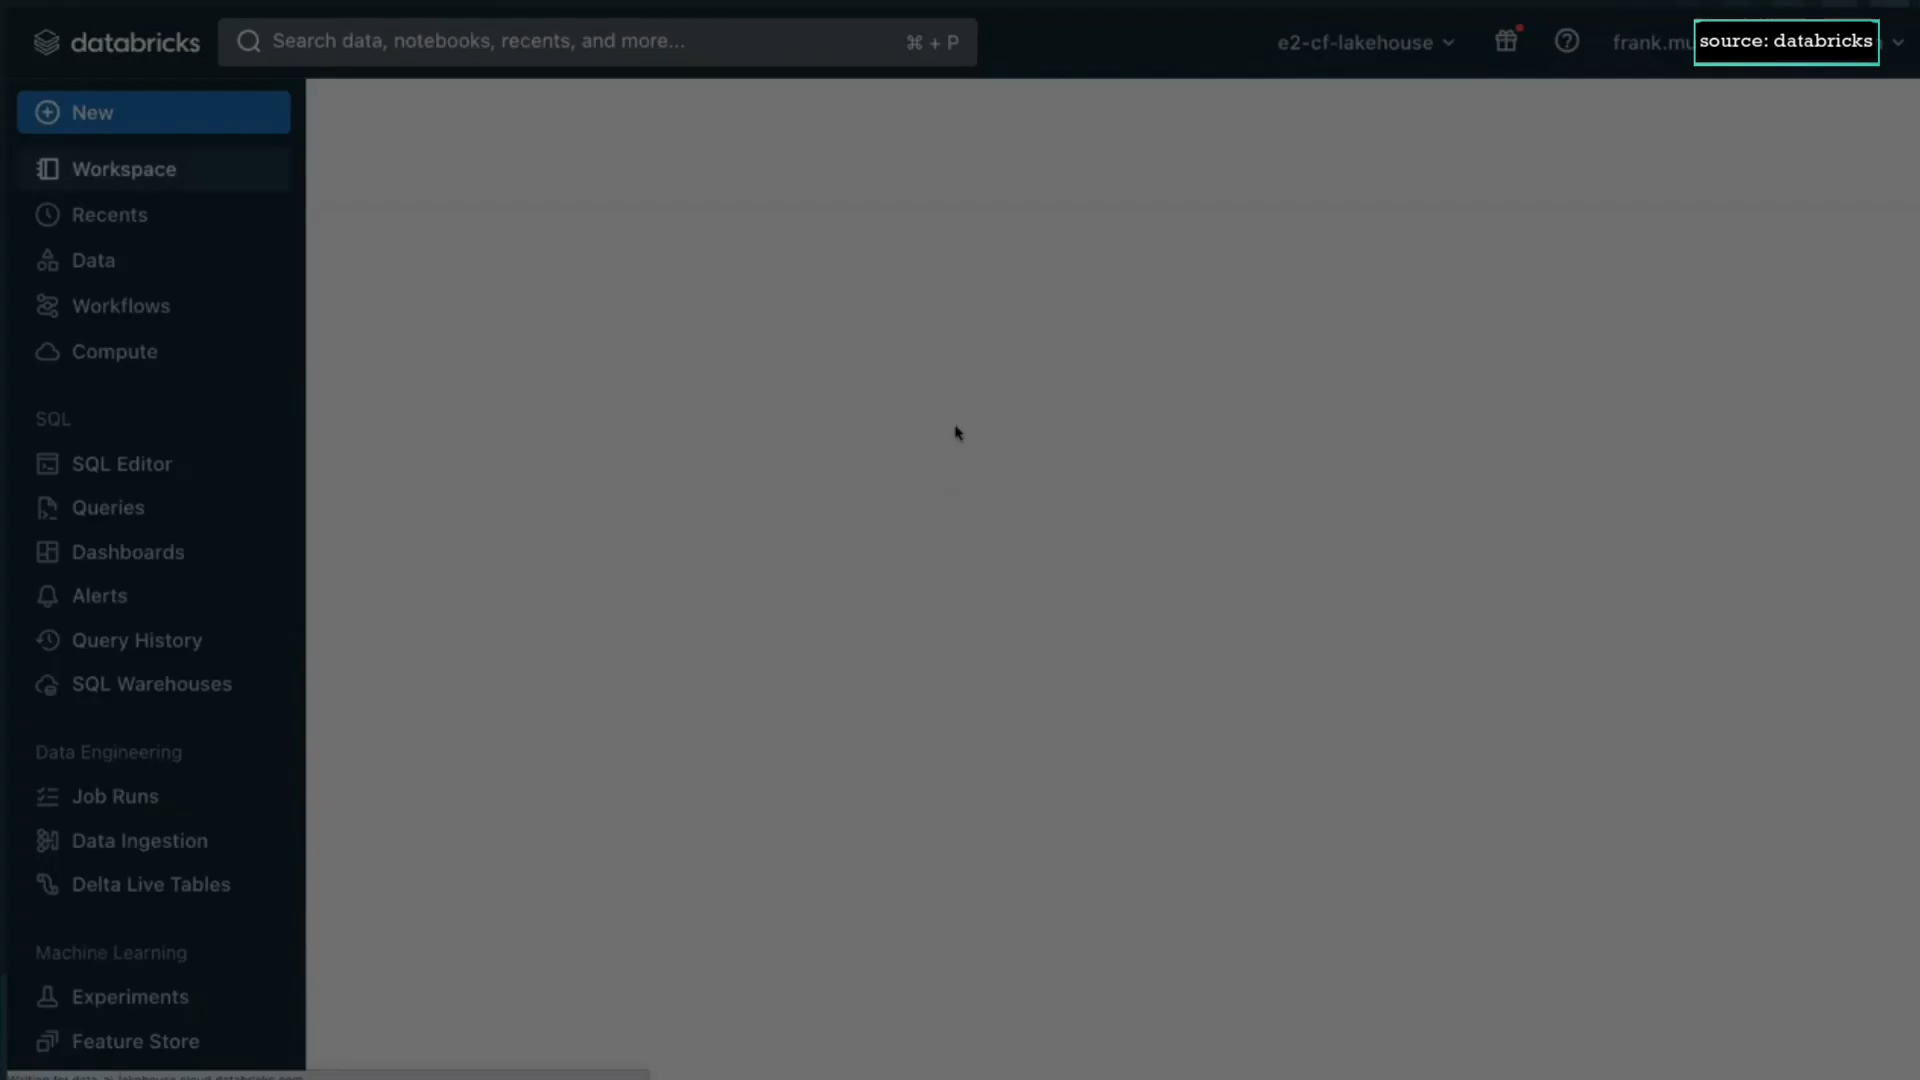 databricks
Search data, notebooks, recents, and more...
⌘ + P
e2-cf-lakehouse
frank.mu
source: databricks
New
Workspace
Recents
Data
Workflows
Compute
SQL
SQL Editor
Queries
Dashboards
Alerts
Query History
SQL Warehouses
Data Engineering
Job Runs
Data Ingestion
Delta Live Tables
Machine Learning
Experiments
Feature Store